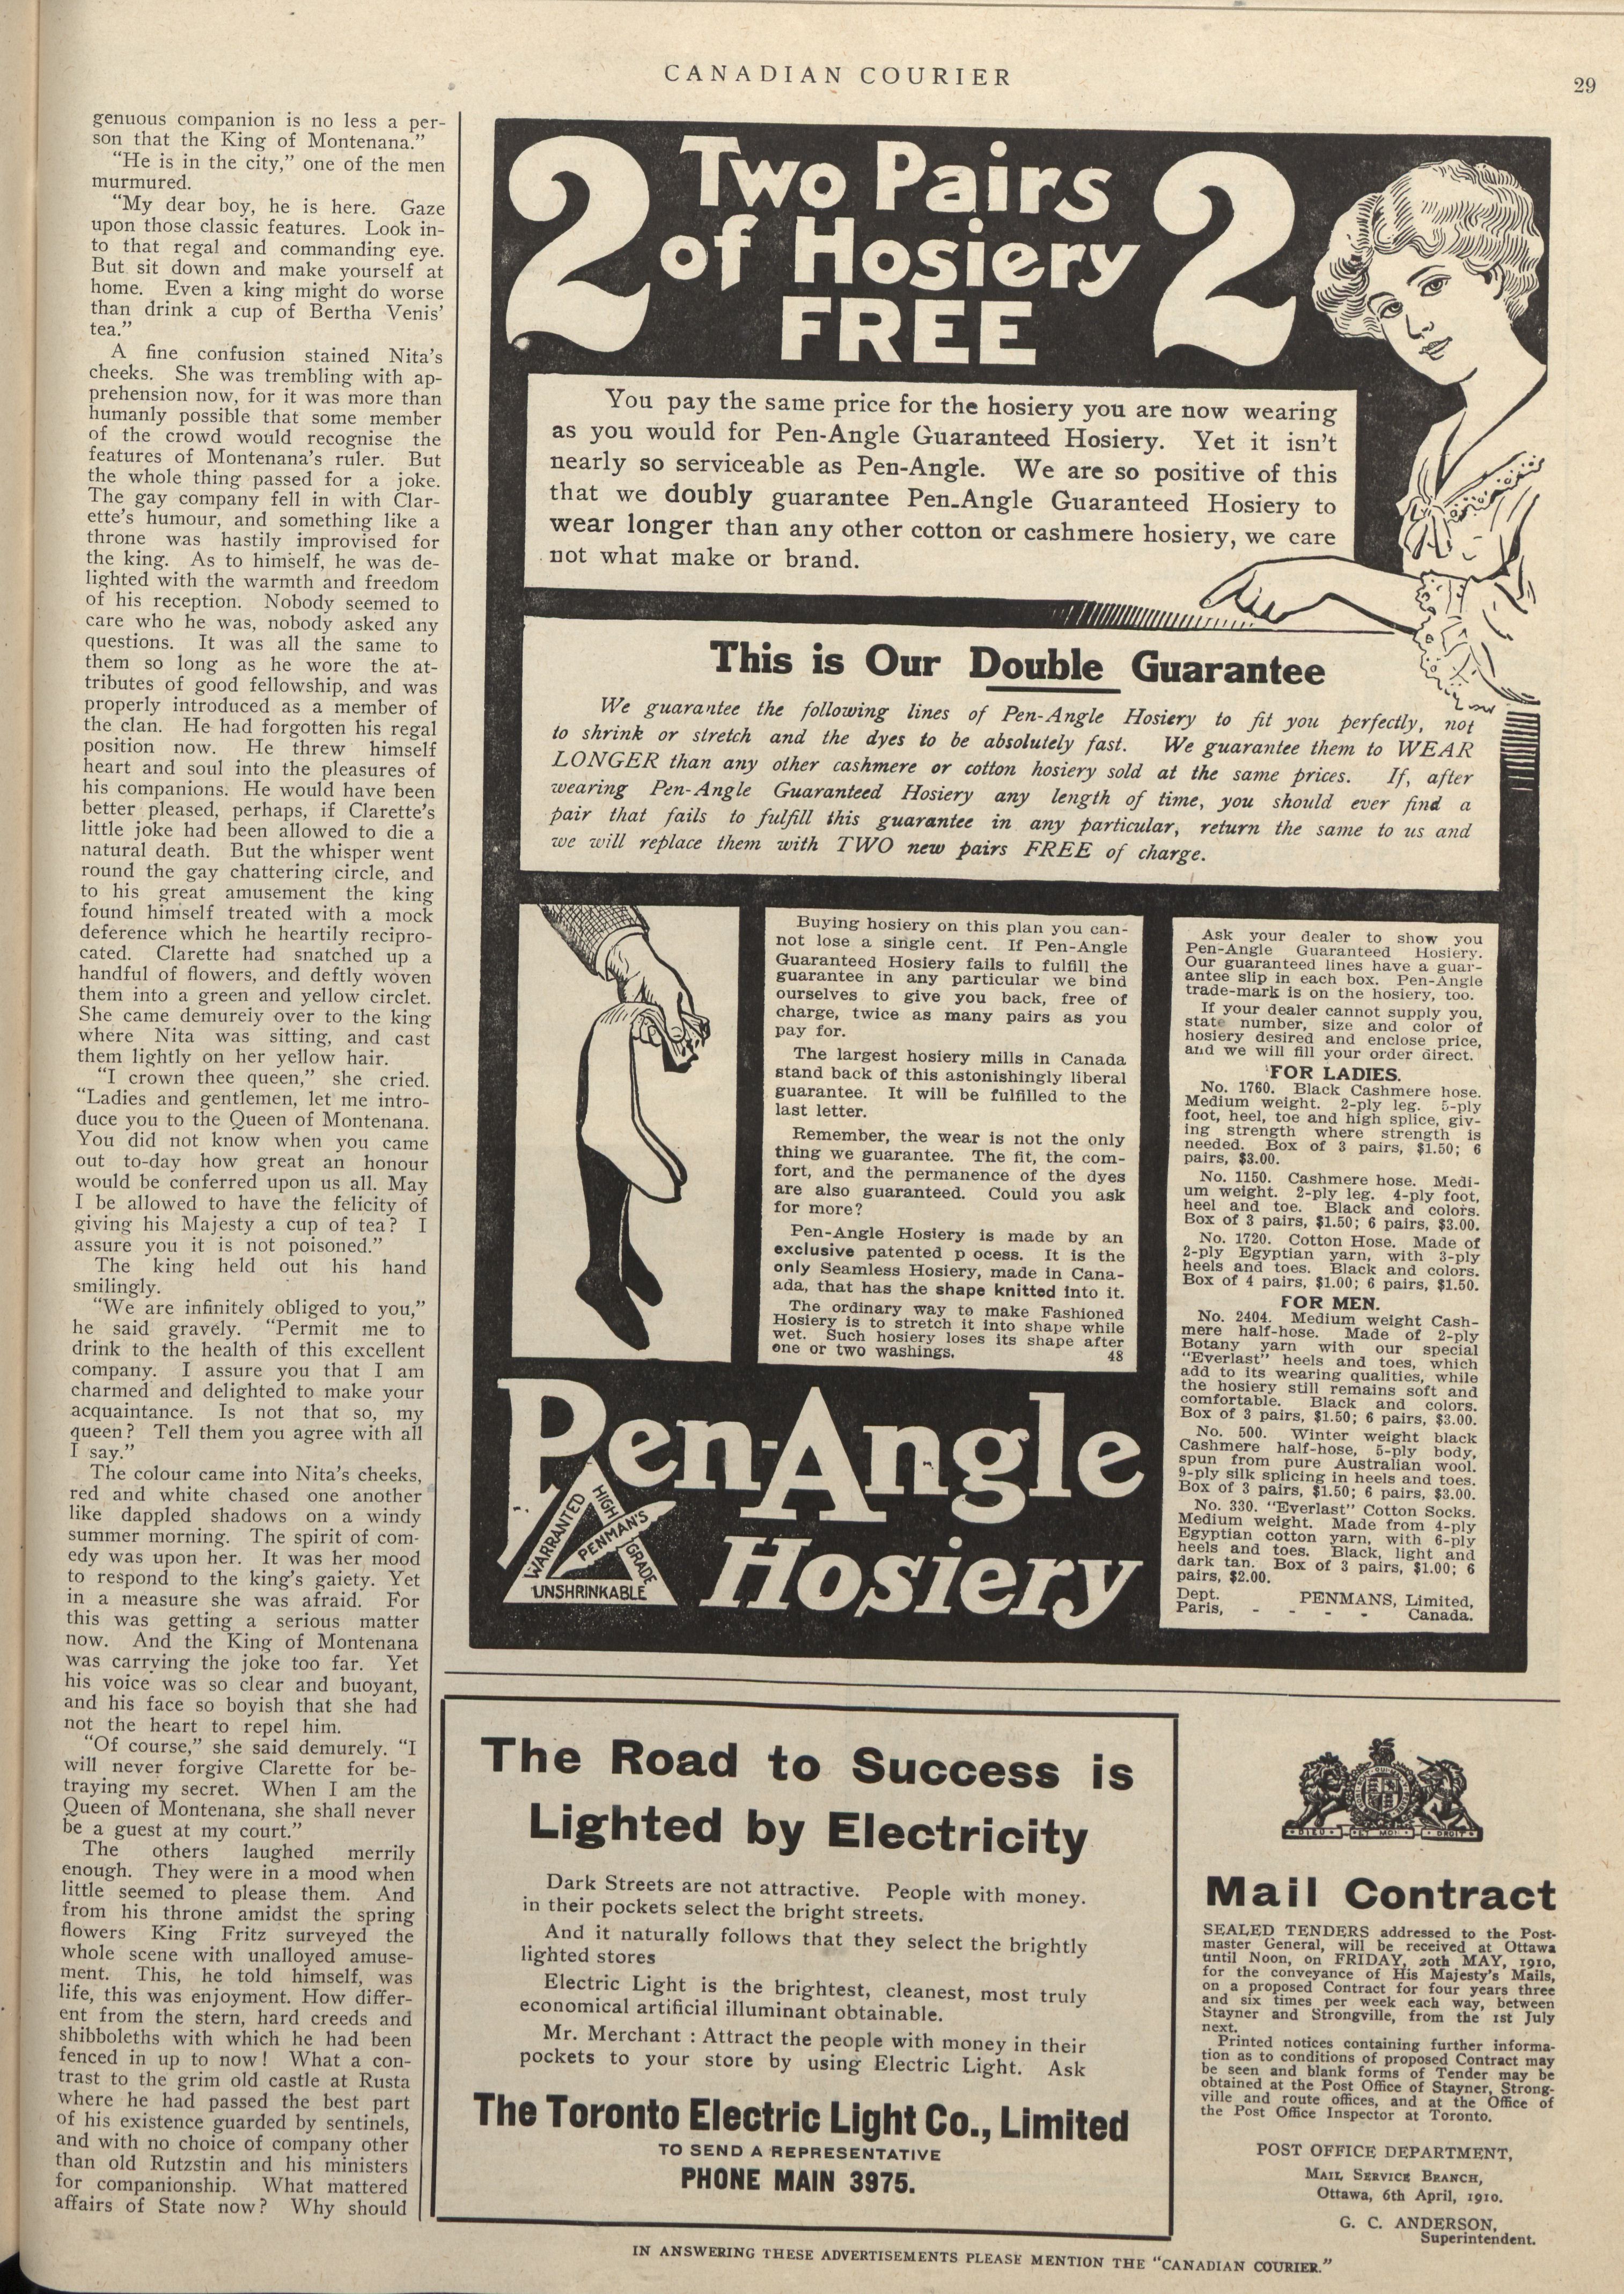 CANADIAN COURIER
29
genuous companion is no less a per-
son that the King of Montenana.”
“He is in the city,” one of the men
murmured.
“My dear boy, he is here. Gaze
upon those classic features. Look in-
to that regal and commanding eye.
But sit down and make yourself at
home. Even a king might do worse
than drink a cup of Bertha Venis’
tea.”
A fine confusion stained Nita’s
cheeks. She was trembling with ap-
prehension now, for it was more than
humanly possible that some member
of the crowd would recognise the
features of Montenana’s ruler. But
the whole thing passed for a joke.
The gay company fell in with Clar-
ette’s humour, and something like a
throne was hastily improvised for
the king. As to himself, he was de-
lighted with the warmth and freedom
of his reception. Nobody seemed to
care who he was, nobody asked any
questions. It was all the same to
them so long as he wore the at-
tributes of good fellowship, and was
properly introduced as a member of
the clan. He had forgotten his regal
position now. He threw himself
heart and soul into the pleasures of
his companions. He would have been
better pleased, perhaps, if Clarette’s
little joke had been allowed to die a
natural death. But the whisper went
round the gay chattering circle, and
to his great amusement the king
found himself treated with a mock
deference which he heartily recipro-
cated. Clarette had snatched up a
handful of flowers, and deftly woven
them into a green and yellow circlet.
She came demurely over to the king
where Nita was sitting, and cast
them lightly on her yellow hair.
“I crown thee queen,” she cried.
“Ladies and gentlemen, let me intro-
duce you to the Queen of Montenana.
You did not know when you came
out to-day how great an honour
would be conferred upon us all. May
I be allowed to have the felicity of
giving his Majesty a cup of tea? I
assure you it is not poisoned.”
The king held out his hand
smilingly.
“We are infinitely obliged to you,”
he said gravely. “Permit me to
drink to the health of this excellent
company. I assure you that I am
charmed and delighted to make your
acquaintance. Is not that so, my
queen? Tell them you agree with all
I say.”
The colour came into Nita’s cheeks,
red and white chased one another
like dappled shadows on a windy
summer morning. The spirit of com-
edy was upon her. It was her mood
to respond to the king’s gaiety. Yet
in a measure she was afraid. For
this was getting a serious matter
now. And the King of Montenana
was carrying the joke too far. Yet
his voice was so clear and buoyant,
and his face so boyish that she had
not the heart to repel him.
“Of course,” she said demurely. “I
will never forgive Clarette for be-
traying my secret. When I am the
Queen of Montenana, she shall never
be a guest at my court.”
The others laughed merrily
enough. They were in a mood when
little seemed to please them. And
from his throne amidst the spring
flowers King Fritz surveyed the
whole scene with unalloyed amuse-
ment. This, he told himself, was
life, this was enjoyment. How differ-
ent from the stern, hard creeds and
shibboleths with which he had been
fenced in up to now! What a con-
trast to the grim old castle at Rusta
where he had passed the best part
of his existence guarded by sentinels,
and with no choice of company other
than old Rutzstin and his ministers
for companionship. What mattered
affairs of State now? Why should
2 Two Pairs 2
of Hosiery
FREE
You pay the same price for the hosiery you are now wearing
as you would for Pen-Angle Guaranteed Hosiery. Yet it isn’t
nearly so serviceable as Pen-Angle. We are so positive of this
that we doubly guarantee Pen-Angle Guaranteed Hosiery to
wear longer than any other cotton or cashmere hosiery, we care
not what make or brand.
This is Our Double Guarantee
We guarantee the following lines of Pen-Angle Hosiery to fit you perfectly, not
to shrink or stretch and the dyes to be absolutely fast. We guarantee them to WEAR
LONGER than any other cashmere or cotton hosiery sold at the same prices. If, after
wearing Pen-Angle Guaranteed Hosiery any length of time, you should ever find a
pair that fails to fulfill this guarantee in any particular, return the same to us and
we will replace them with TWO new pairs FREE of charge.
Buying hosiery on this plan you can-
not lose a single cent. If Pen-Angle
Guaranteed Hosiery fails to fulfill the
guarantee in any particular we bind
ourselves to give you back, free of
charge, twice as many pairs as you
pay for.
The largest hosiery mills in Canada
stand back of this astonishingly liberal
guarantee. It will be fulfilled to the
last letter.
Remember, the wear is not the only
thing we guarantee. The fit, the com-
fort, and the permanence of the dyes
are also guaranteed. Could you ask
for more?
Pen-Angle Hosiery is made by an
exclusive patented p ocess. It is the
only Seamless Hosiery, made in Cana-
ada, that has the shape knitted into it.
The ordinary way to make Fashioned
Hosiery is to stretch it into shape while
wet. Such hosiery loses its shape after
one or two washings. 48
Ask your dealer to show you
Pen-Angle Guaranteed Hosiery.
Our guaranteed lines have a guar-
antee slip in each box. Pen-Angle
trade-mark is on the hosiery, too.
If your dealer cannot supply you,
state number, size and color of
hosiery desired and enclose price,
and we will fill your order direct.
FOR LADIES.
No. 1760. Black Cashmere hose.
Medium weight. 2-ply leg. 5-ply
foot, heel, toe and high splice, giv-
ing strength where strength is
needed. Box of 3 pairs, $1.50; 6
pairs, $3.00.
No. 1150. Cashmere hose. Medi-
um weight. 2-ply leg. 4-ply foot,
heel and toe. Black and colors.
Box of 3 pairs, $1.50; 6 pairs, $3.00.
No. 1720. Cotton Hose. Made of
2-ply Egyptian yarn, with 3-ply
heels and toes. Black and colors.
Box of 4 pairs, $1.00; 6 pairs, $1.50.
FOR MEN.
No. 2404. Medium weight Cash-
mere half-hose. Made of 2-ply
Botany yarn with our special
“Everlast” heels and toes, which
add to its wearing qualities, while
the hosiery still remains soft and
comfortable. Black and colors.
Box of 3 pairs, $1.50; 6 pairs, $3.00.
No. 500. Winter weight black
Cashmere half-hose, 5-ply body,
spun from pure Australian wool.
9-ply silk splicing in heels and toes.
Box of 3 pairs, $1.50; 6 pairs, $3.00.
No. 330. “Everlast” Cotton Socks.
Medium weight. Made from 4-ply
Egyptian cotton yarn, with 6-ply
heels and toes. Black, light and
dark tan. Box of 3 pairs, $1.00; 6
pairs, $2.00.
Dept. PENMANS, Limited,
Paris, - - - - Canada.
Pen-Angle
Hosiery
WARRANTED
HIGH GRADE
PENMAN’S
UNSHRINKABLE
The Road to Success is
Lighted by Electricity
Dark Streets are not attractive. People with money.
in their pockets select the bright streets.
And it naturally follows that they select the brightly
lighted stores
Electric Light is the brightest, cleanest, most truly
economical artificial illuminant obtainable.
Mr. Merchant : Attract the people with money in their
pockets to your store by using Electric Light. Ask
The Toronto Electric Light Co., Limited
TO SEND A REPRESENTATIVE
PHONE MAIN 3975.
DIEU ET MON DROIT
Mail Contract
SEALED TENDERS addressed to the Post-
master General, will be received at Ottawa
until Noon, on FRIDAY, 20th MAY, 1910,
for the conveyance of His Majesty’s Mails,
on a proposed Contract for four years three
and six times per week each way, between
Stayner and Strongville, from the 1st July
next.
Printed notices containing further informa-
tion as to conditions of proposed Contract may
be seen and blank forms of Tender may be
obtained at the Post Office of Stayner, Strong-
ville and route offices, and at the Office of
the Post Office Inspector at Toronto.
POST OFFICE DEPARTMENT,
MAIL SERVICE BRANCH,
Ottawa, 6th April, 1910.
G. C. ANDERSON,
Superintendent.
IN ANSWERING THESE ADVERTISEMENTS PLEASE MENTION THE “CANADIAN COURIER.”